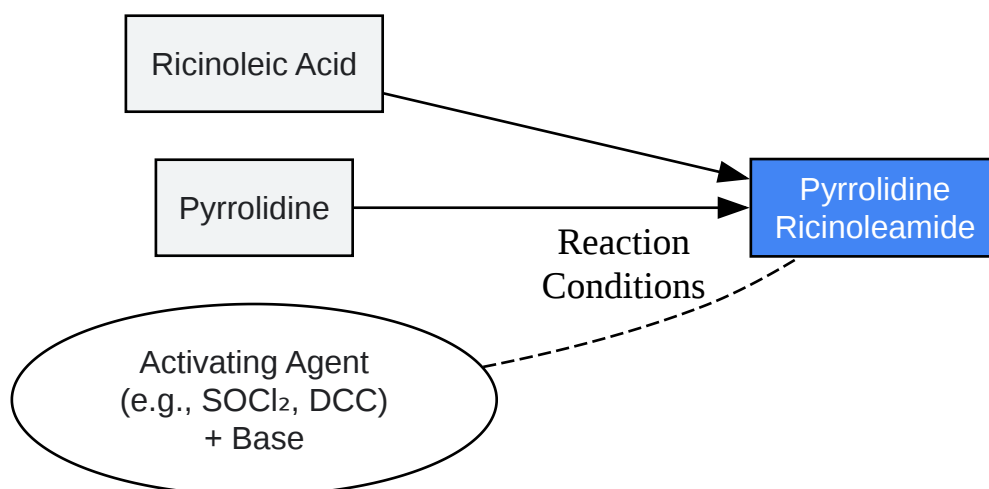 Ricinoleic Acid
Pyrrolidine
Pyrrolidine
Ricinoleamide
Reaction
Conditions
Activating Agent
(e.g., SOCl₂, DCC)
+ Base